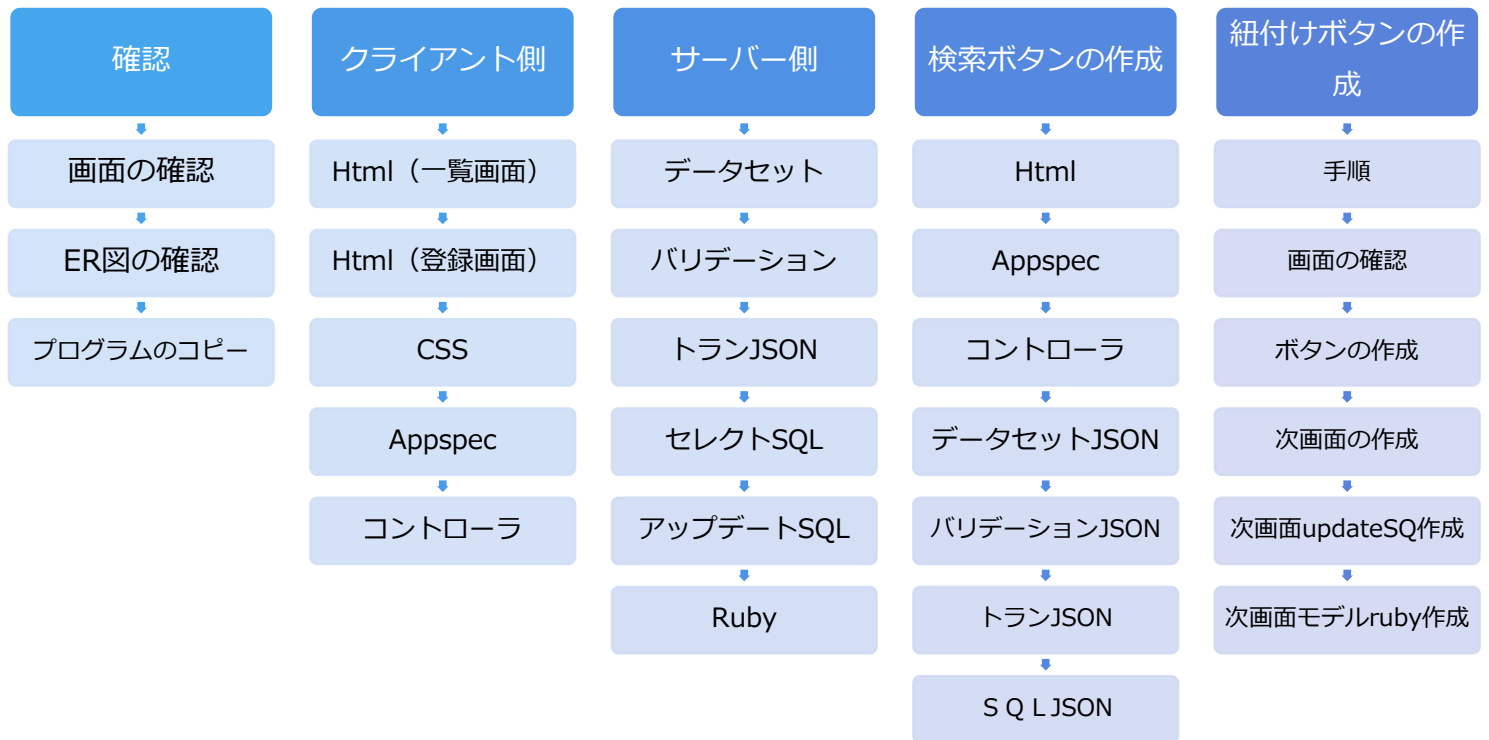 確認
画面の確認
ER図の確認
プログラムのコピー
クライアント側
Html（一覧画面）
Html（登録画面）
CSS
Appspec
コントローラ
サーバー側
データセット
バリデーション
トランJSON
セレクトSQL
アップデートSQL
Ruby
検索ボタンの作成
Html
Appspec
コントローラ
データセットJSON
バリデーションJSON
トランJSON
ＳＱＬJSON
紐付けボタンの作
成
手順
画面の確認
ボタンの作成
次画面の作成
次画面updateSQ作成
次画面モデルruby作成